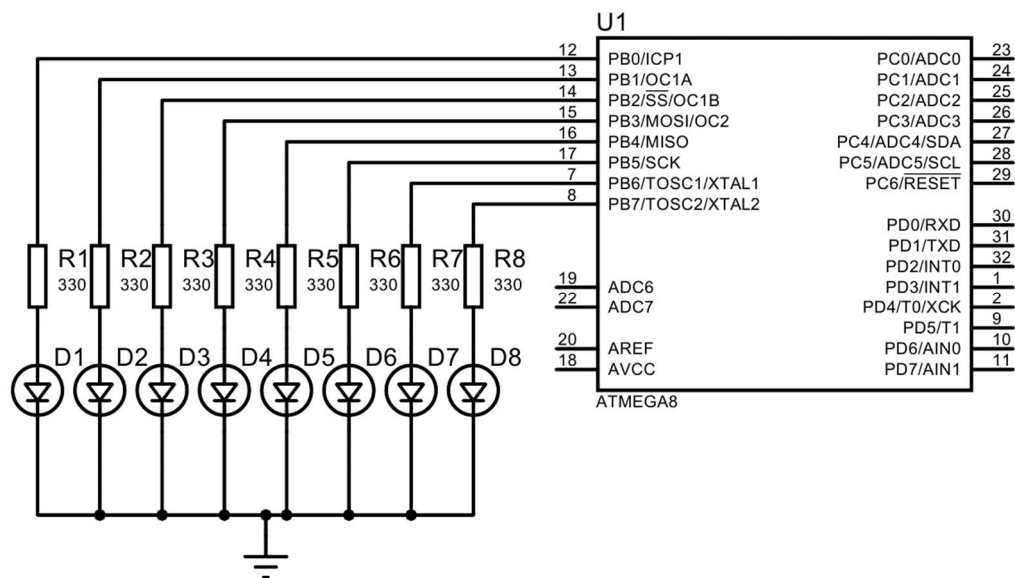 U1
12 PB0/ICP1 PC0/ADC0 23
13 PB1/OC1A PC1/ADC1 24
14 PB2/SS/OC1B PC2/ADC2 25
15 PB3/MOSI/OC2 PC3/ADC3 26
16 PB4/MISO PC4/ADC4/SDA 27
17 PB5/SCK PC5/ADC5/SCL 28
7 PB6/TOSC1/XTAL1 PC6/RESET 29
8 PB7/TOSC2/XTAL2
PD0/RXD 30
PD1/TXD 31
PD2/INT0 32
19 ADC6 PD3/INT1 1
22 ADC7 PD4/T0/XCK 2
PD5/T1 9
20 AREF PD6/AIN0 10
18 AVCC PD7/AIN1 11
ATMEGA8
R1 R2 R3 R4 R5 R6 R7 R8
330 330 330 330 330 330 330 330
D1 D2 D3 D4 D5 D6 D7 D8